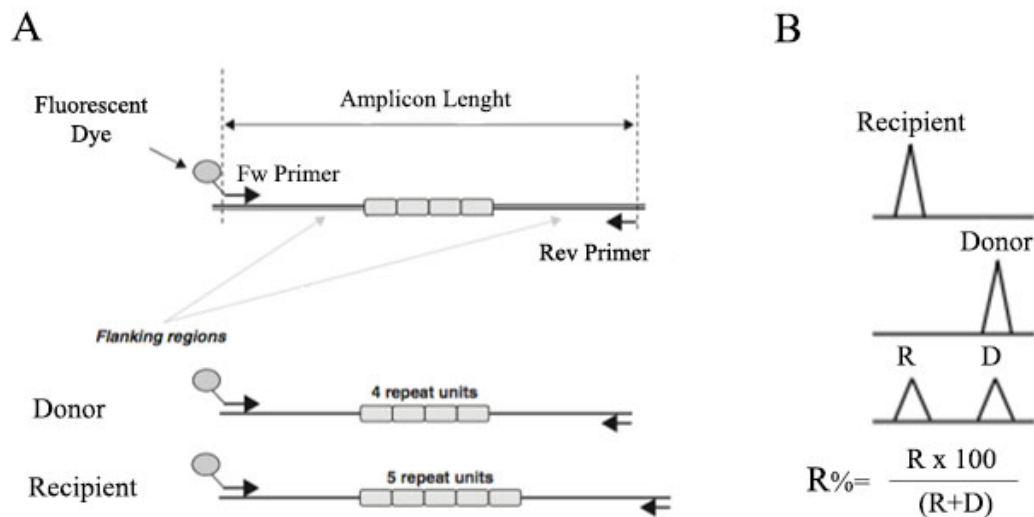 A
Fluorescent
Dye
Amplicon Lenght
Fw Primer
Rev Primer
Flanking regions
Donor
4 repeat units
Recipient
5 repeat units
B
Recipient
Donor
R D
R%= R x 100
(R+D)